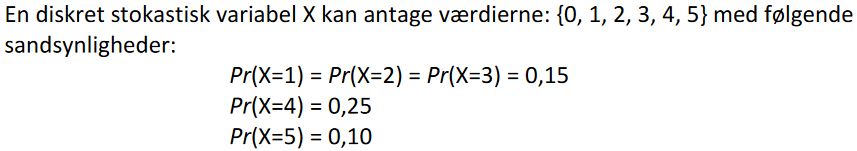 En diskret stokastisk variabel X kan antage værdierne: {0, 1, 2, 3, 4, 5} med følgende
sandsynligheder:
Pr(X=1) = Pr(X=2) = Pr(X=3) = 0,15
Pr(X=4) = 0,25
Pr(X=5) = 0,10